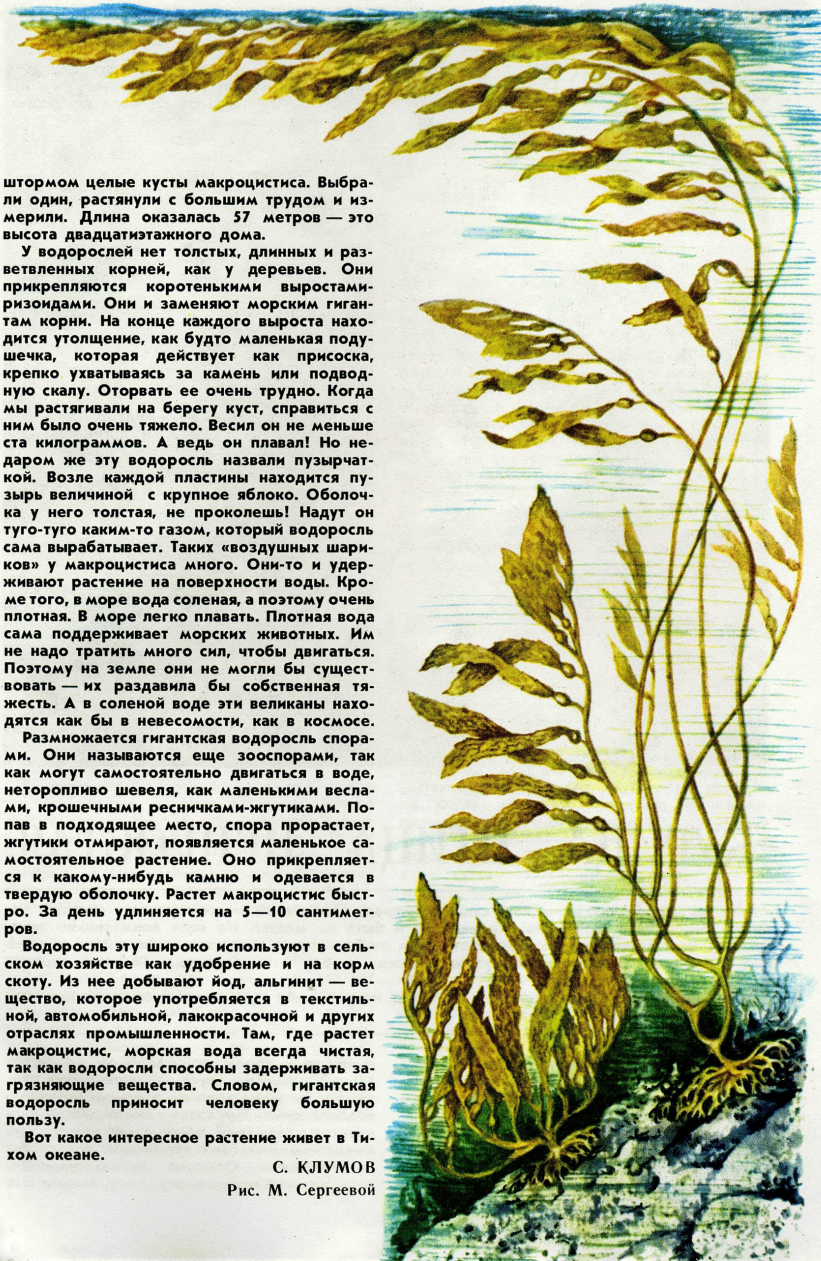 штормом целые кусты макроцистиса. Выбра-
ли один, растянули с большим трудом и из-
мерили. Длина оказалась 57 метров — это
высота двадцатиэтажного дома.
У водорослей нет толстых, длинных и раз-
ветвленных корней, как у деревьев. Они
прикрепляются коротенькими выростами-
ризоидами. Они и заменяют морским гиган-
там корни. На конце каждого выроста нахо-
дится утолщение, как будто маленькая поду-
шечка, которая действует как присоска,
крепко ухватываясь за камень или подвод-
ную скалу. Оторвать ее очень трудно. Когда
мы растягивали на берегу куст, справиться с
ним было очень тяжело. Весил он не меньше
ста килограммов. А ведь он плавал! Но не-
даром же эту водоросль назвали пузырчат-
кой. Возле каждой пластины находится пу-
зырь величиной с крупное яблоко. Оболоч-
ка у него толстая, не проколешь! Надут он
туго-туго каким-то газом, который водоросль
сама вырабатывает. Таких «воздушных шари-
ков» у макроцистиса много. Они-то и удер-
живают растение на поверхности воды. Кро-
ме того, в море вода соленая, а поэтому очень
плотная. В море легко плавать. Плотная вода
сама поддерживает морских животных. Им
не надо тратить много сил, чтобы двигаться.
Поэтому на земле они не могли бы сущест-
вовать — их раздавила бы собственная тя-
жесть. А в соленой воде эти великаны нахо-
дятся как бы в невесомости, как в космосе.
Размножается гигантская водоросль спора-
ми. Они называются еще зооспорами, так
как могут самостоятельно двигаться в воде,
неторопливо шевеля, как маленькими весла-
ми, крошечными ресничками-жгутиками. По-
пав в подходящее место, спора прорастает,
жгутики отмирают, появляется маленькое са-
мостоятельное растение. Оно прикрепляет-
ся к какому-нибудь камню и одевается в
твердую оболочку. Растет макроцистис быст-
ро. За день удлиняется на 5—10 сантимет-
ров.
Водоросль эту широко используют в сель-
ском хозяйстве как удобрение и на корм
скоту. Из нее добывают йод, альгинит — ве-
щество, которое употребляется в текстиль-
ной, автомобильной, лакокрасочной и других
отраслях промышленности. Там, где растет
макроцистис, морская вода всегда чистая,
так как водоросли способны задерживать за-
грязняющие вещества. Словом, гигантская
водоросль приносит человеку большую
пользу.
Вот какое интересное растение живет в Ти-
хом океане.
С. КЛУМОВ
Рис. М. Сергеевой